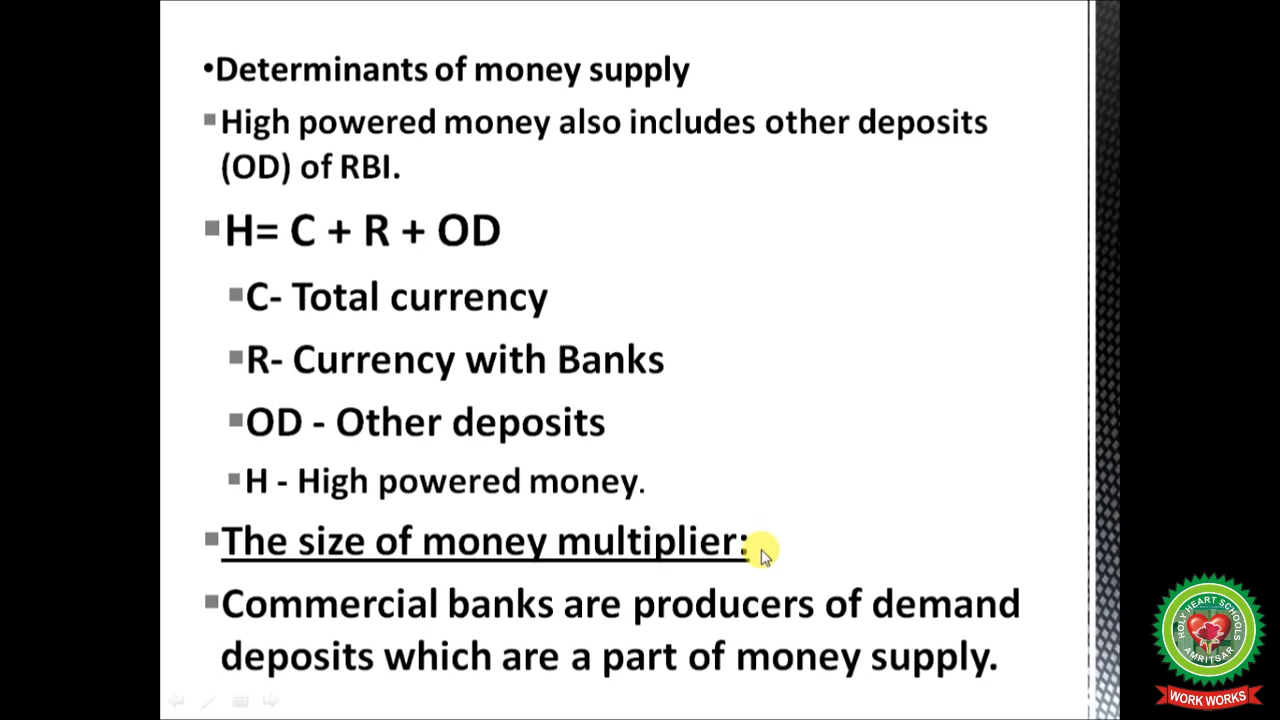 •Determinants of money supply
▪High powered money also includes other deposits
(OD) of RBI.
▪H= C + R + OD
▪C- Total currency
▪R- Currency with Banks
▪OD - Other deposits
▪H - High powered money.
▪The size of money multiplier:
▪Commercial banks are producers of demand
deposits which are a part of money supply.
HOLY HEART SCHOOLS
AMRITSAR
WORK WORKS